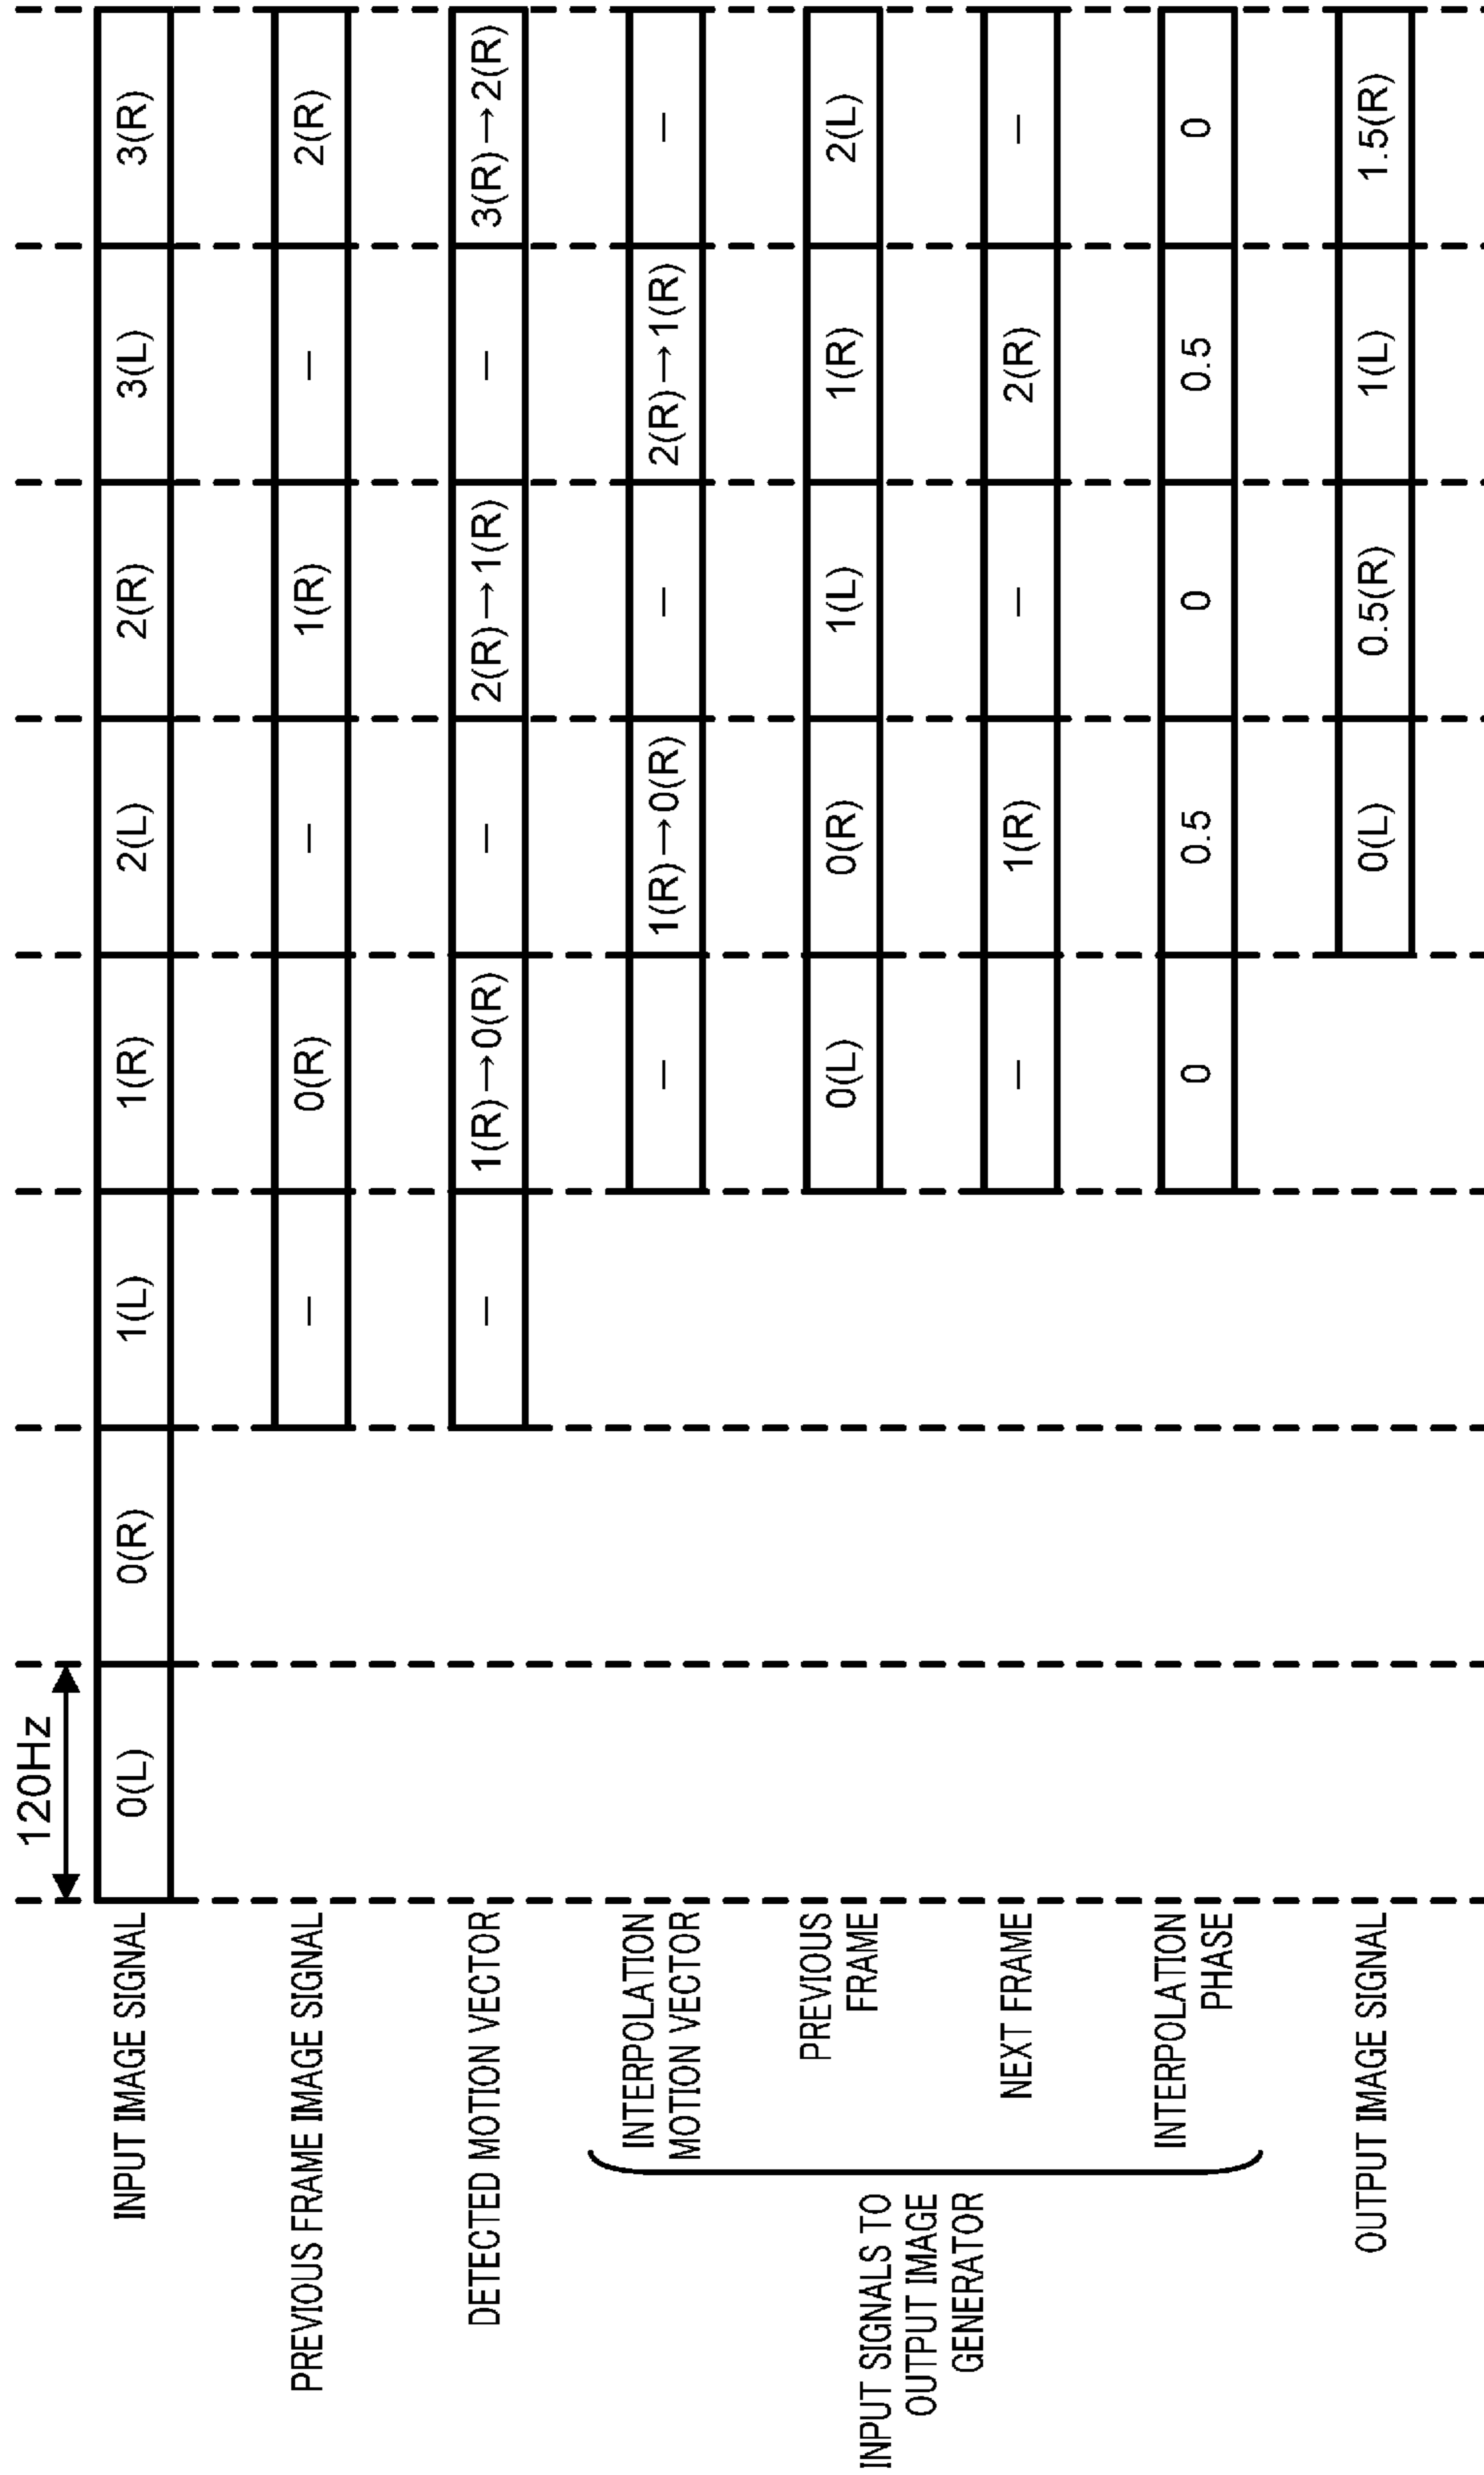 120Hz
INPUT IMAGE SIGNAL 0(L) 0(R) 1(L) 1(R) 2(L) 2(R) 3(L) 3(R)
PREVIOUS FRAME IMAGE SIGNAL – 0(R) – 1(R) – 2(R)
DETECTED MOTION VECTOR – 1(R)→0(R) – 2(R)→1(R) – 3(R)→2(R)
INPUT SIGNALS TO
OUTPUT IMAGE
GENERATOR
INTERPOLATION
MOTION VECTOR – 1(R)→0(R) – 2(R)→1(R) –
PREVIOUS
FRAME 0(L) 0(R) 1(L) 1(R) 2(L)
NEXT FRAME – 1(R) – 2(R) –
INTERPOLATION
PHASE 0 0.5 0 0.5 0
OUTPUT IMAGE SIGNAL 0(L) 0.5(R) 1(L) 1.5(R)